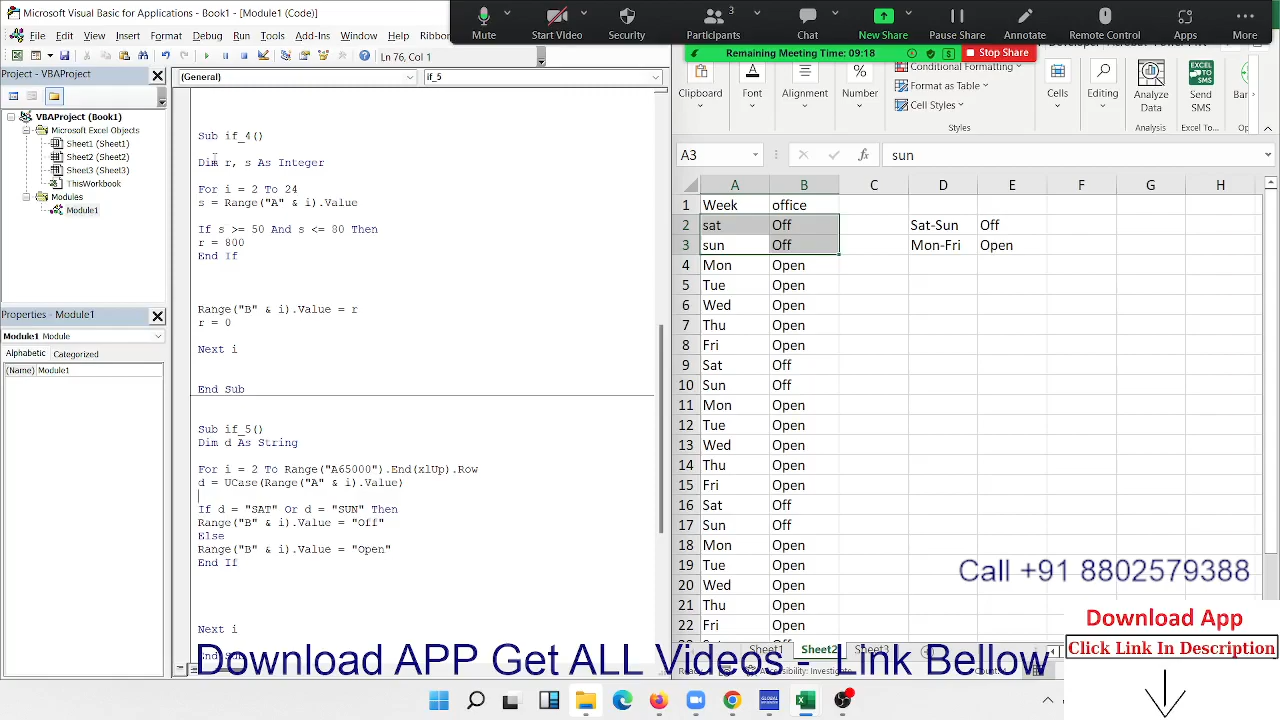 Microsoft Visual Basic for Applications - Book1 - [Module1 (Code)]
File Edit View Insert Format Debug Run Tools Add-Ins Window Help
Ln 76, Col 1
Mute
Start Video
Security
Participants 3
Chat
New Share
Pause Share
Annotate
Remote Control
Apps
More
Remaining Meeting Time: 09:18
Stop Share
Project - VBAProject
VBAProject (Book1)
Microsoft Excel Objects
Sheet1 (Sheet1)
Sheet2 (Sheet2)
Sheet3 (Sheet3)
ThisWorkbook
Modules
Module1
Properties - Module1
Module1 Module
Alphabetic Categorized
(Name) Module1
(General)
if_5
Sub if_4()
Dim r, s As Integer
For i = 2 To 24
s = Range("A" & i).Value
If s >= 50 And s <= 80 Then
r = 800
End If
Range("B" & i).Value = r
r = 0
Next i
End Sub
Sub if_5()
Dim d As String
For i = 2 To Range("A65000").End(xlUp).Row
d = UCase(Range("A" & i).Value)
If d = "SAT" Or d = "SUN" Then
Range("B" & i).Value = "Off"
Else
Range("B" & i).Value = "Open"
End If
Next i
End Sub
Clipboard
Font
Alignment
Number
Conditional Formatting
Format as Table
Cell Styles
Styles
Cells
Editing
Analyze Data
Analysis
Send SMS
Excel To...
A3
fx
sun
A B C D E F G H
1 Week office
2 sat Off Sat-Sun Off
3 sun Off Mon-Fri Open
4 Mon Open
5 Tue Open
6 Wed Open
7 Thu Open
8 Fri Open
9 Sat Off
10 Sun Off
11 Mon Open
12 Tue Open
13 Wed Open
14 Thu Open
15 Fri Open
16 Sat Off
17 Sun Off
18 Mon Open
19 Tue Open
20 Wed Open
21 Thu Open
22 Fri Open
Sheet1 Sheet2 Sheet3
Accessibility: Investigate
Call +91 8802579388
Download App
Click Link In Description
Download APP Get ALL Videos - Link Bellow